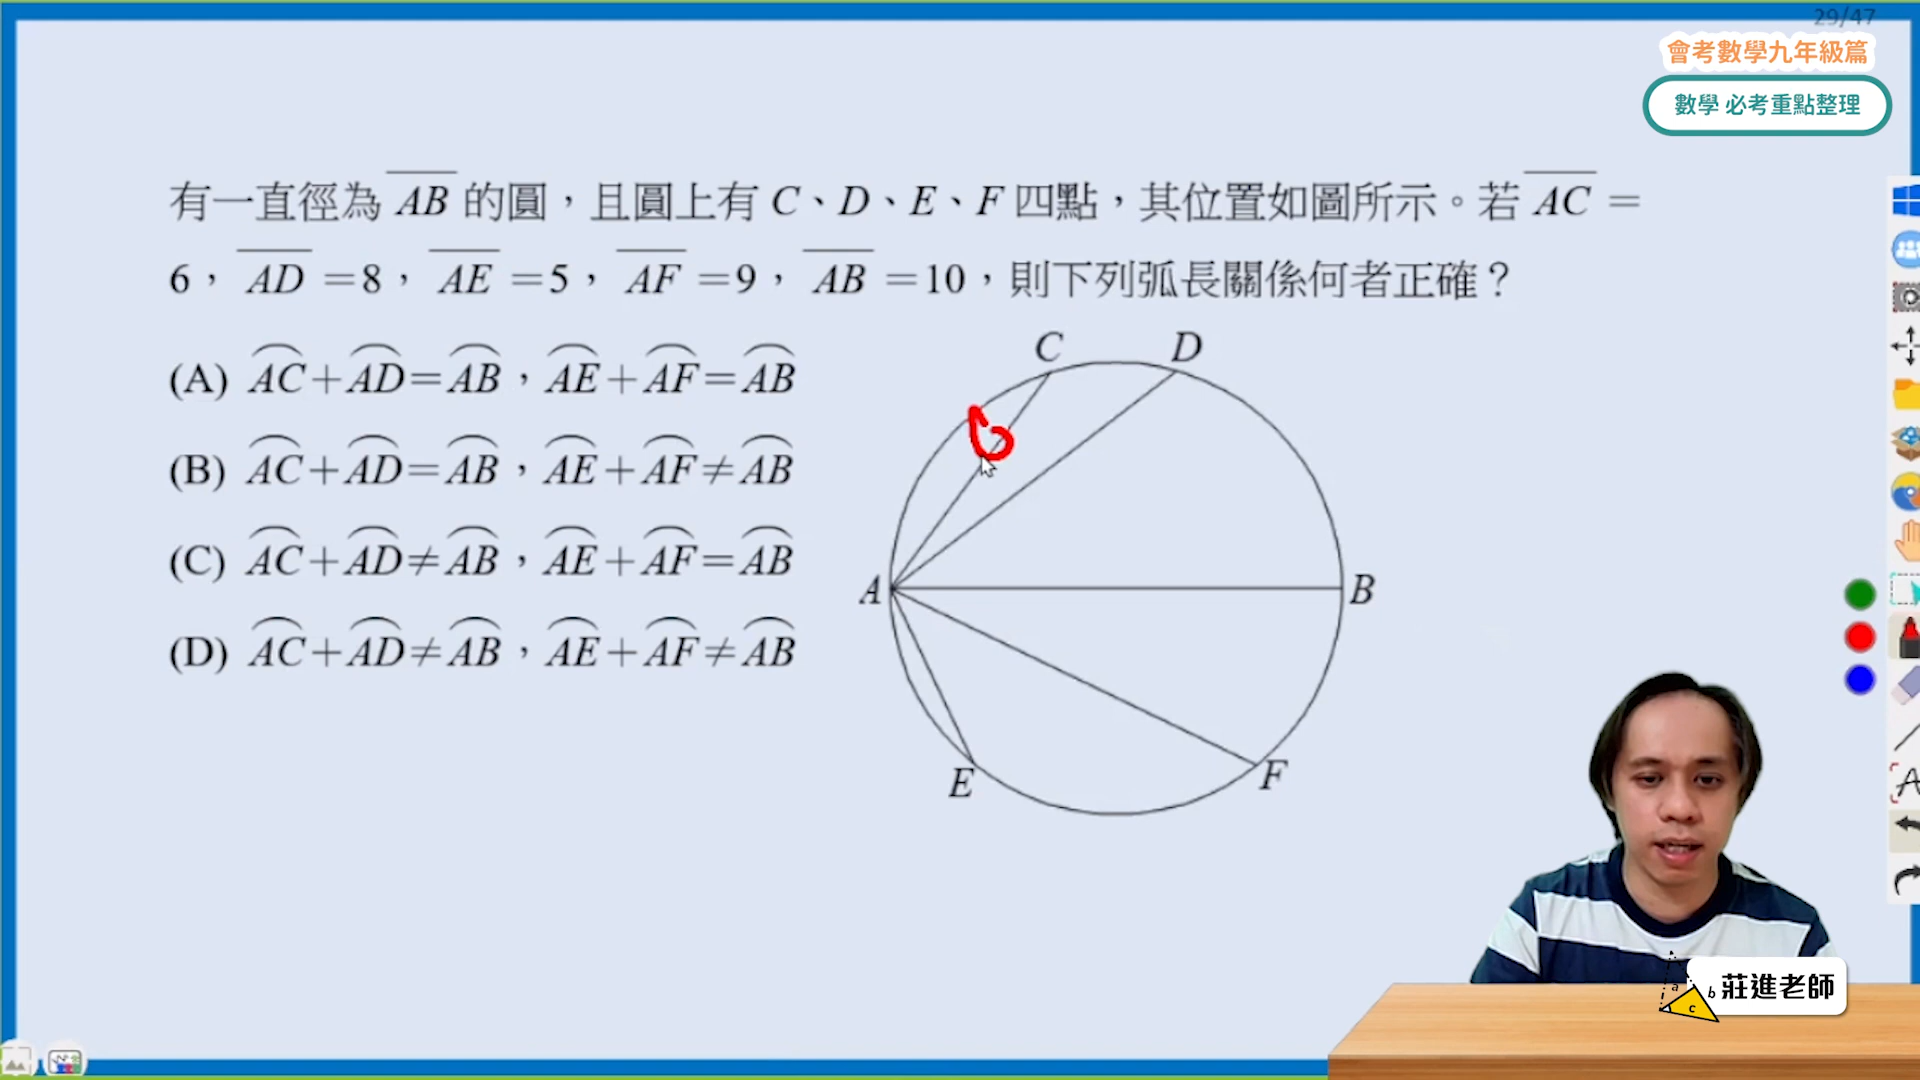 29/47
會考數學九年級篇
數學 必考重點整理
有一直徑為 AB 的圓，且圓上有 C、D、E、F 四點，其位置如圖所示。若 AC =
6，AD =8，AE =5，AF =9，AB =10，則下列弧長關係何者正確？
(A) AC+AD=AB，AE+AF=AB
(B) AC+AD=AB，AE+AF≠AB
(C) AC+AD≠AB，AE+AF=AB
(D) AC+AD≠AB，AE+AF≠AB
C D
6
A B
E F
a b c
莊進老師